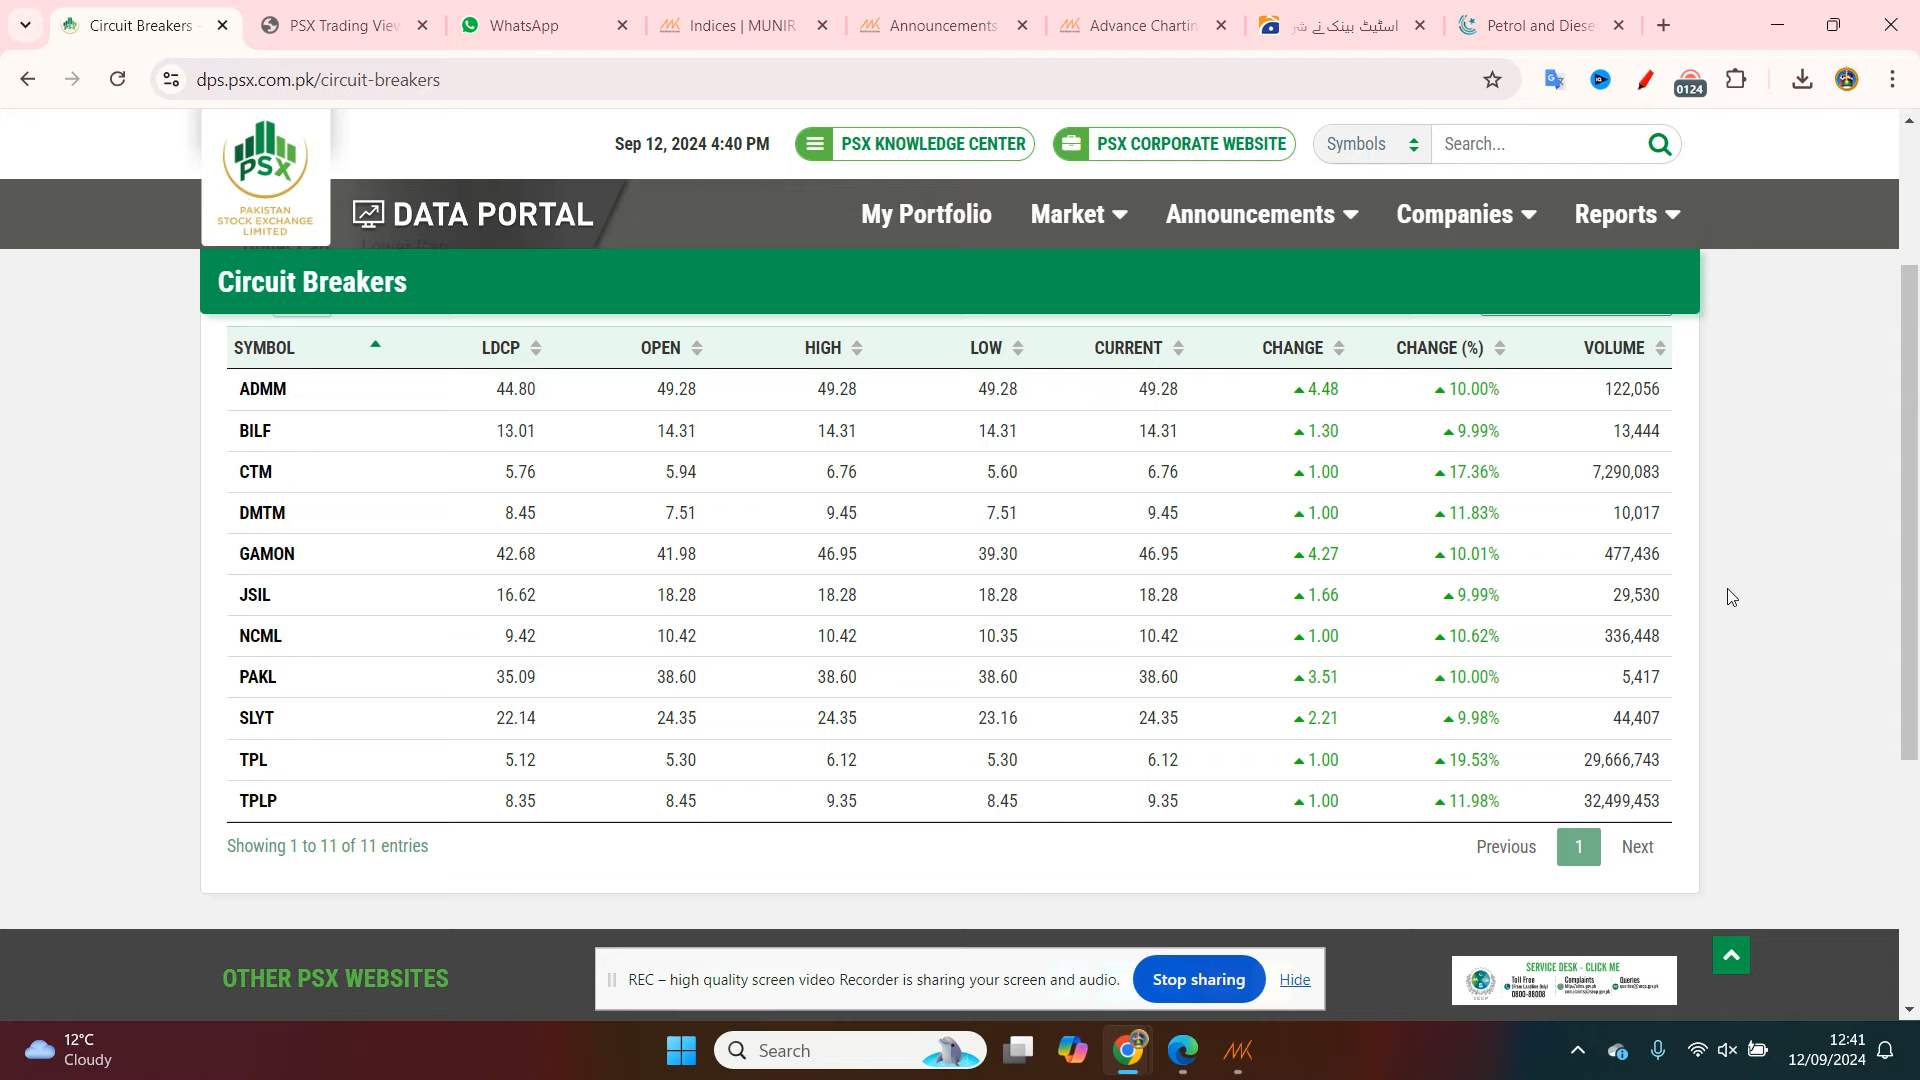 Circuit Breakers -
PSX Trading View
WhatsApp
Indices | MUNIR
Announcements
Advance Chartin
اسٹیٹ بینک نے شر
Petrol and Diese
dps.psx.com.pk/circuit-breakers
0124
PSX
PAKISTAN
STOCK EXCHANGE
LIMITED
Sep 12, 2024 4:40 PM
PSX KNOWLEDGE CENTER
PSX CORPORATE WEBSITE
Symbols
Search...
DATA PORTAL
My Portfolio
Market
Announcements
Companies
Reports
Circuit Breakers
SYMBOL LDCP OPEN HIGH LOW CURRENT CHANGE CHANGE (%) VOLUME
ADMM 44.80 49.28 49.28 49.28 49.28 4.48 10.00% 122,056
BILF 13.01 14.31 14.31 14.31 14.31 1.30 9.99% 13,444
CTM 5.76 5.94 6.76 5.60 6.76 1.00 17.36% 7,290,083
DMTM 8.45 7.51 9.45 7.51 9.45 1.00 11.83% 10,017
GAMON 42.68 41.98 46.95 39.30 46.95 4.27 10.01% 477,436
JSIL 16.62 18.28 18.28 18.28 18.28 1.66 9.99% 29,530
NCML 9.42 10.42 10.42 10.35 10.42 1.00 10.62% 336,448
PAKL 35.09 38.60 38.60 38.60 38.60 3.51 10.00% 5,417
SLYT 22.14 24.35 24.35 23.16 24.35 2.21 9.98% 44,407
TPL 5.12 5.30 6.12 5.30 6.12 1.00 19.53% 29,666,743
TPLP 8.35 8.45 9.35 8.45 9.35 1.00 11.98% 32,499,453
Showing 1 to 11 of 11 entries
Previous 1 Next
OTHER PSX WEBSITES
REC – high quality screen video Recorder is sharing your screen and audio.
Stop sharing
Hide
SERVICE DESK - CLICK ME
Toll Free Complaints Queries
0800-88008
12°C
Cloudy
Search
12:41
12/09/2024